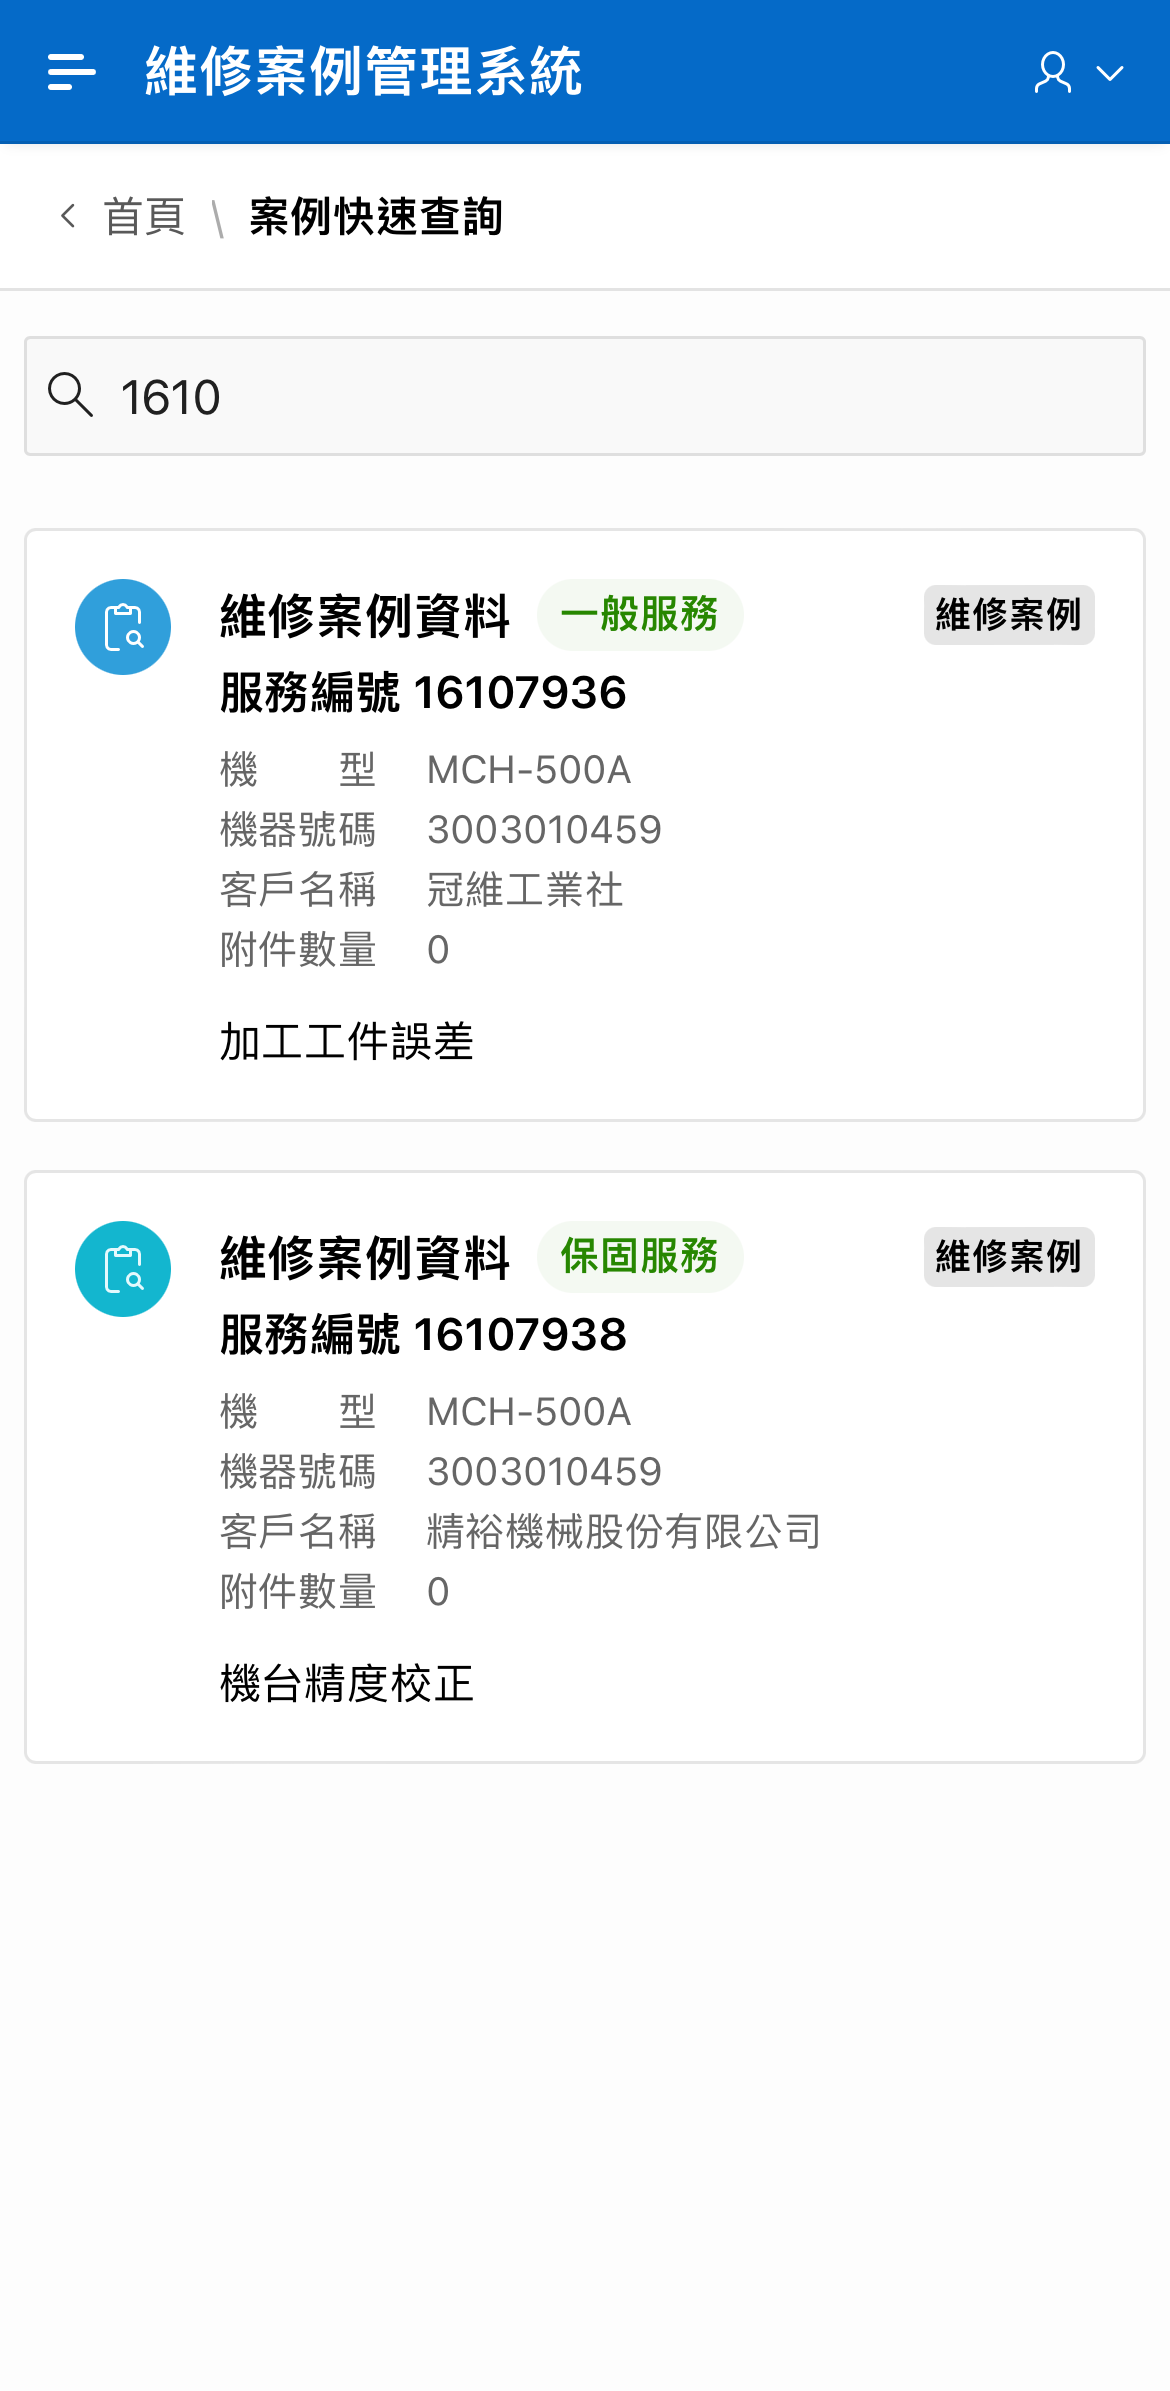 維修案例管理系統
首頁 \ 案例快速查詢
1610
維修案例資料 一般服務 維修案例
服務編號 16107936
機 型 MCH-500A
機器號碼 3003010459
客戶名稱 冠維工業社
附件數量 0
加工工件誤差
維修案例資料 保固服務 維修案例
服務編號 16107938
機 型 MCH-500A
機器號碼 3003010459
客戶名稱 精裕機械股份有限公司
附件數量 0
機台精度校正